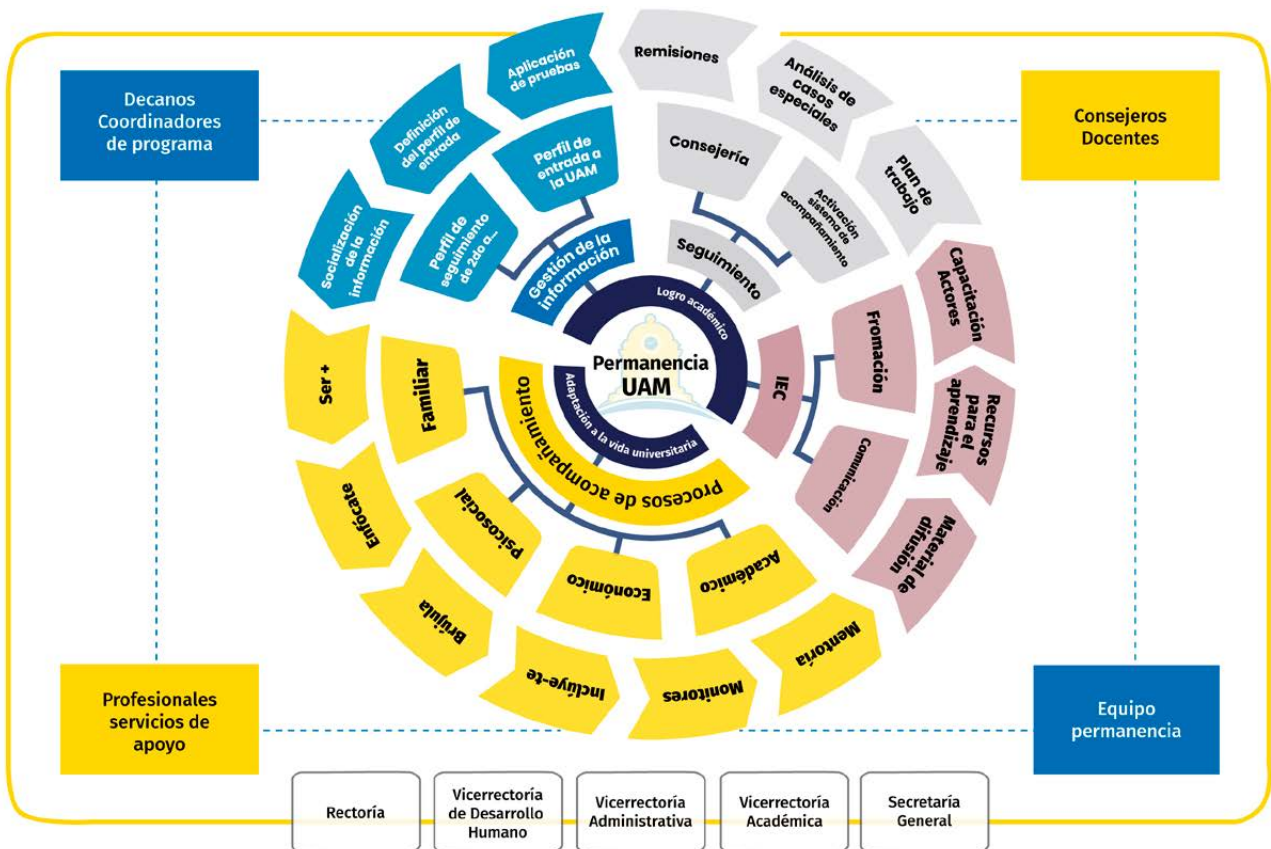 Decanos
Coordinadores
de programa
Consejeros
Docentes
Aplicación
de pruebas
Definición
del perfil de
entrada
Socialización
de la
información
Perfil de
entrada a
la UAM
Perfil de
seguimiento
de 2do a...
Gestión de la
información
Remisiones
Análisis de
casos
especiales
Plan de
trabajo
Consejería
Activación
sistema de
acompañamiento
Seguimiento
Capacitación
Actores
Recursos
para el
aprendizaje
Material de
difusión
Fromación
Comunicación
IEC
Logro académico
Permanencia
UAM
Adaptación a la vida universitaria
Procesos de acompañamiento
Familiar
Psicosocial
Económico
Académico
Ser +
Enfócate
Brújula
Inclúye-te
Monitores
Mentoría
Profesionales
servicios de
apoyo
Equipo
permanencia
Rectoría
Vicerrectoría
de Desarrollo
Humano
Vicerrectoría
Administrativa
Vicerrectoría
Académica
Secretaría
General